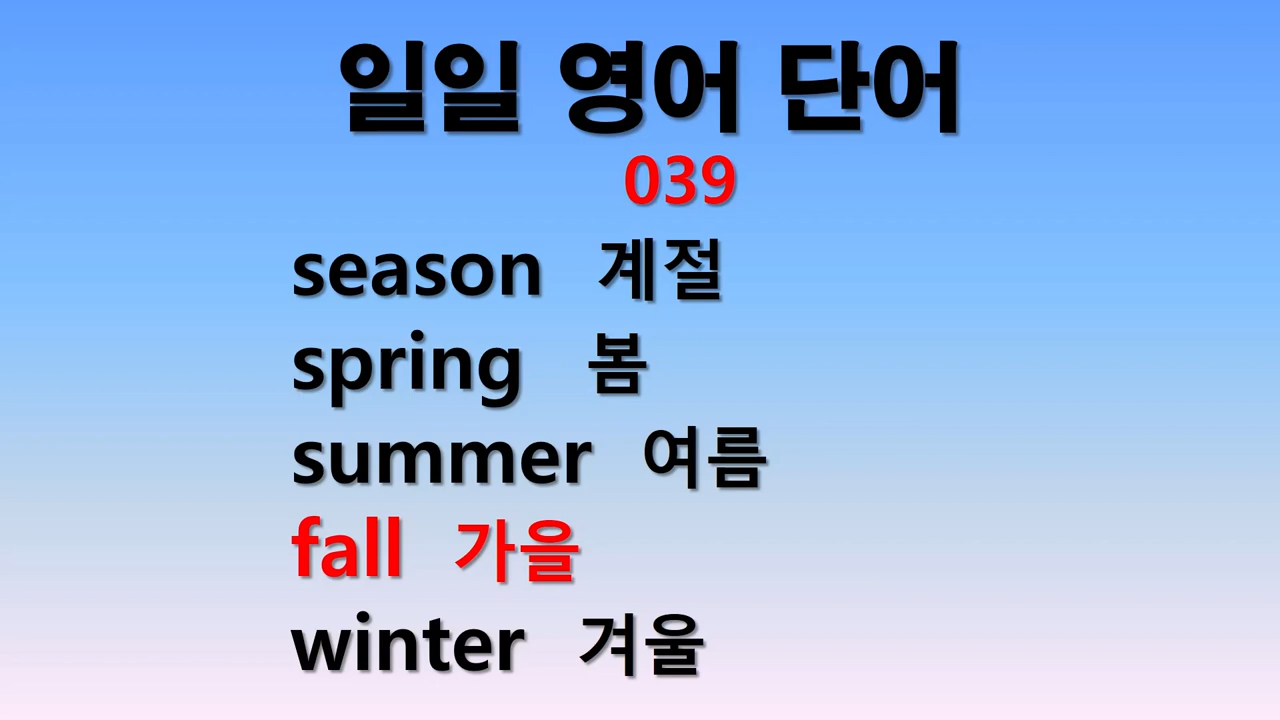 일일 영어 단어
039
season 계절
spring 봄
summer 여름
fall 가을
winter 겨울